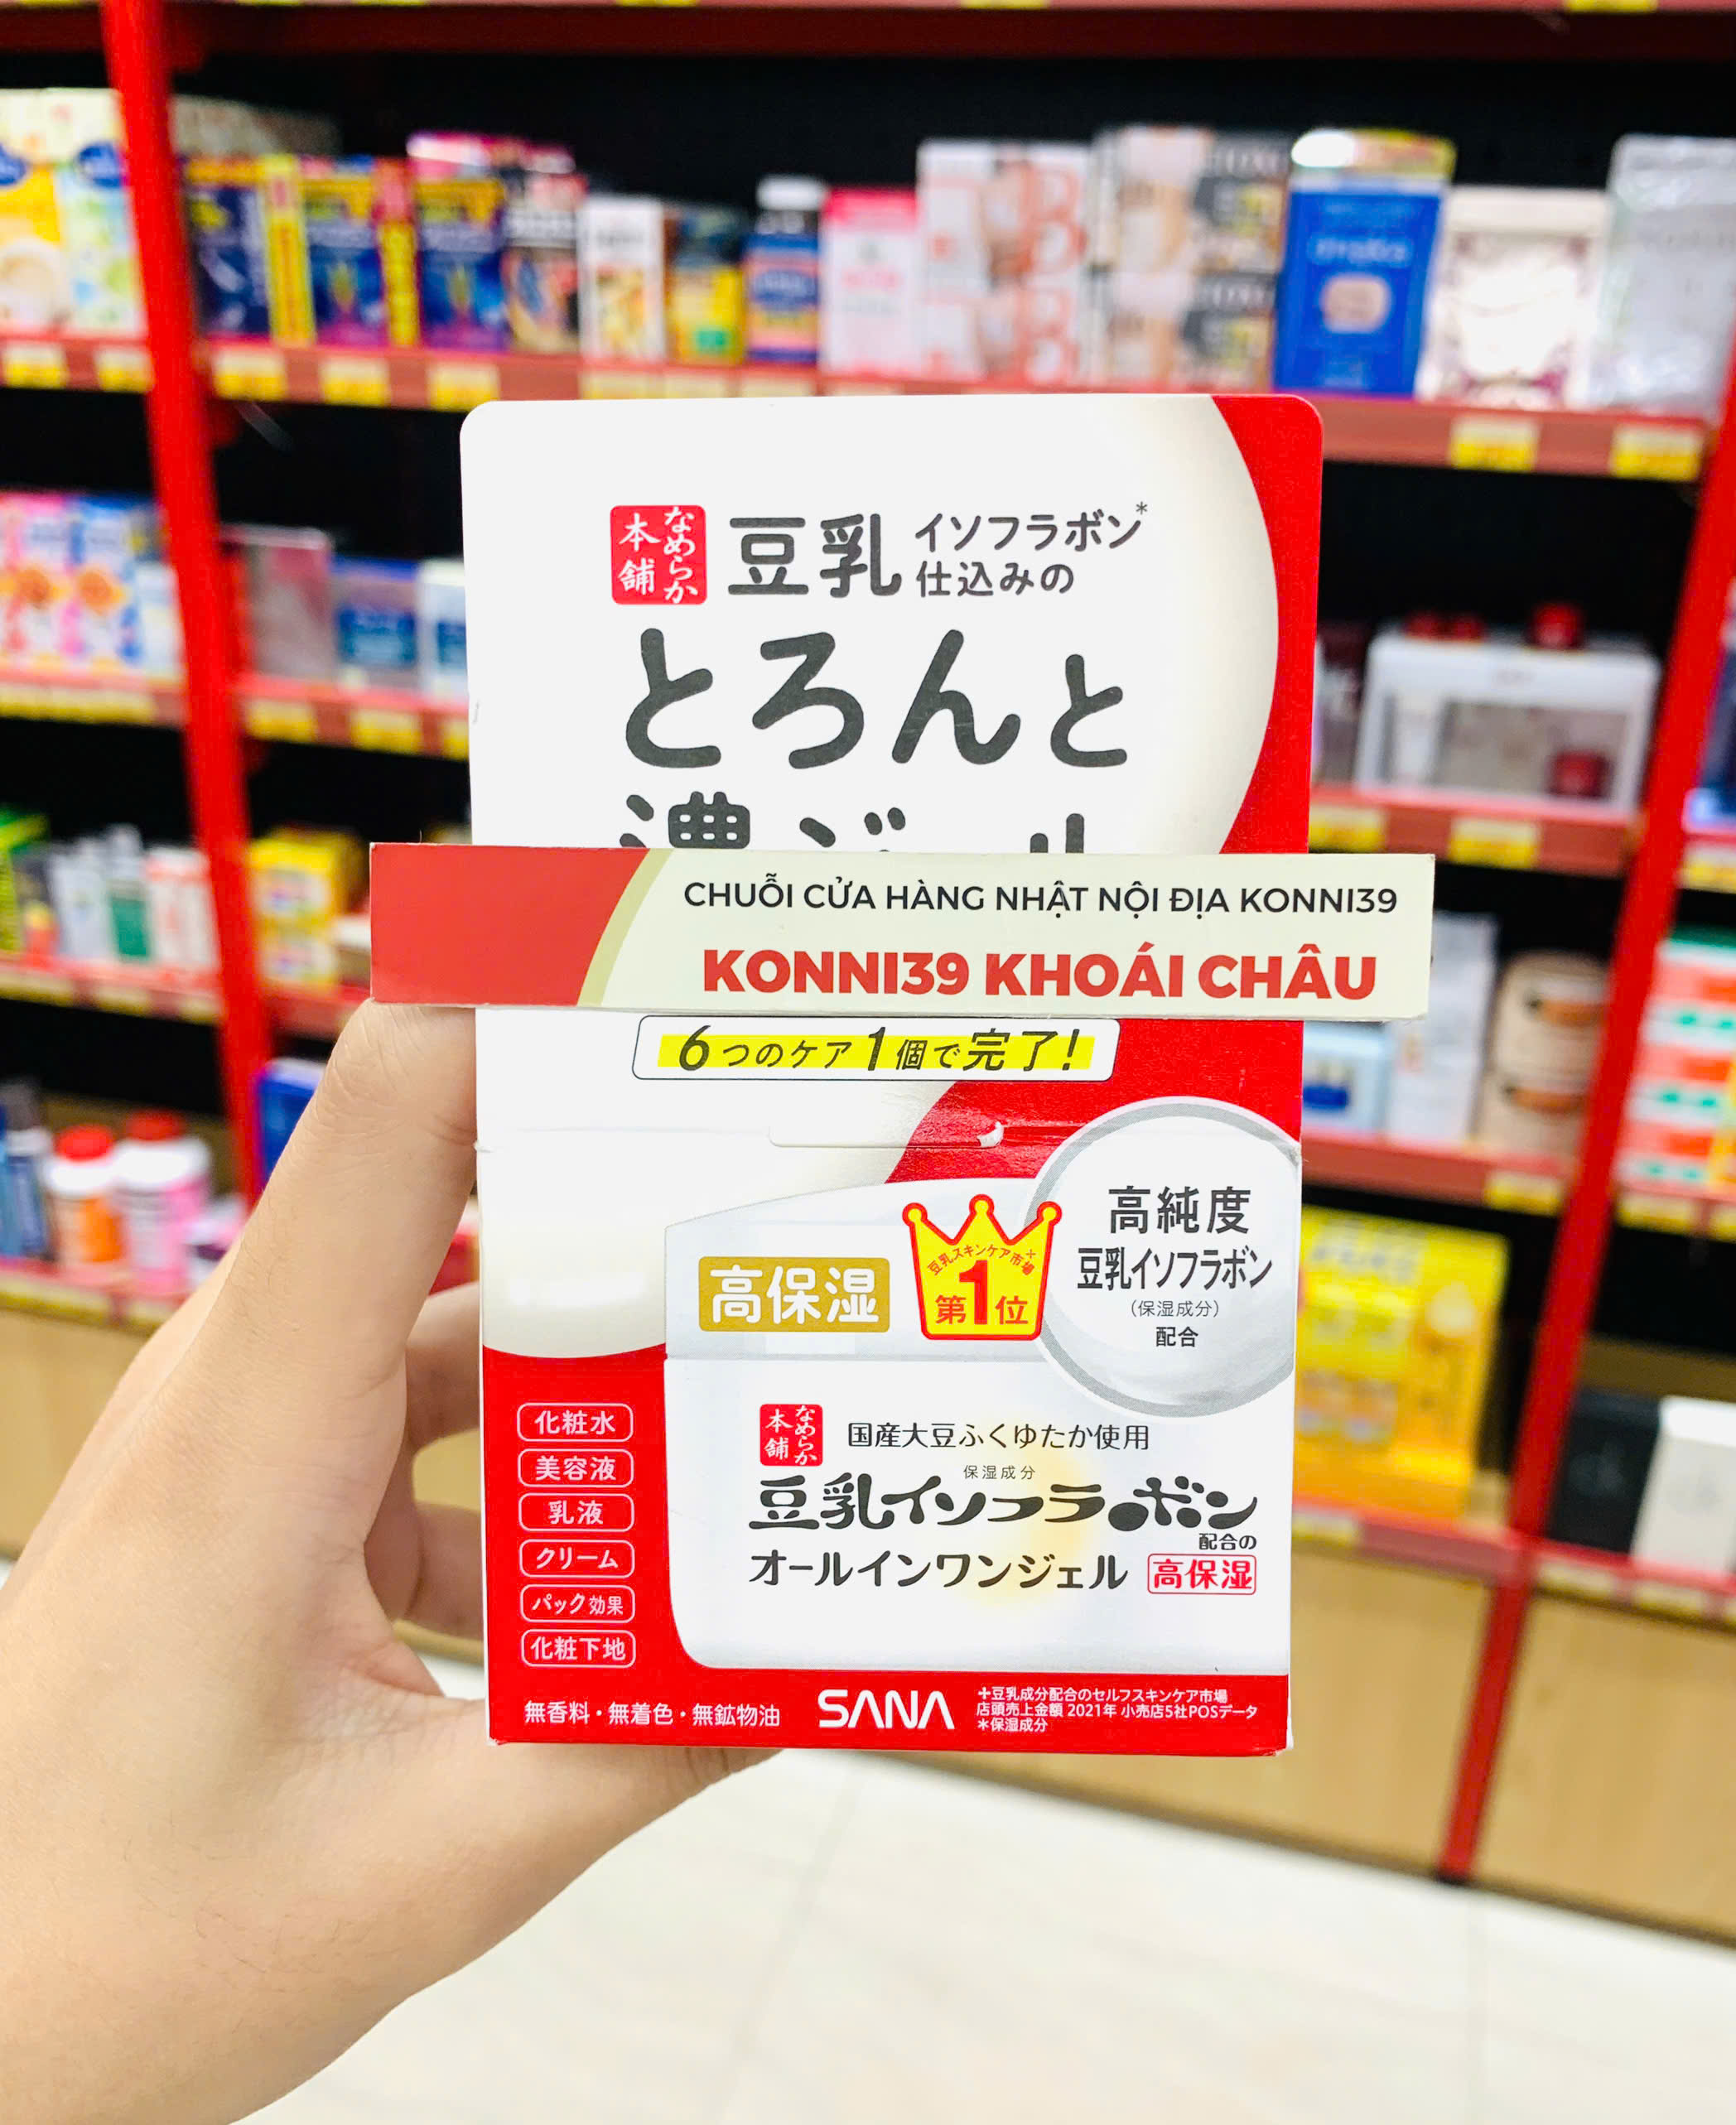 なめらか本舗
豆乳イソフラボン*仕込みの
とろんと
CHUỖI CỬA HÀNG NHẬT NỘI ĐỊA KONNI39
KONNI39 KHOÁI CHÂU
6つのケア1個で完了!
高純度
豆乳イソフラボン
(保湿成分)
配合
高保湿
豆乳スキンケア市場※
第1位
化粧水
美容液
乳液
クリーム
パック効果
化粧下地
なめらか本舗
国産大豆ふくゆたか使用
保湿成分
豆乳イソフラボン
配合の
オールインワンジェル 高保湿
無香料・無着色・無鉱物油
SANA
+豆乳成分配合のセルフスキンケア市場
店頭売上金額 2021年 小売店5社POSデータ
*保湿成分